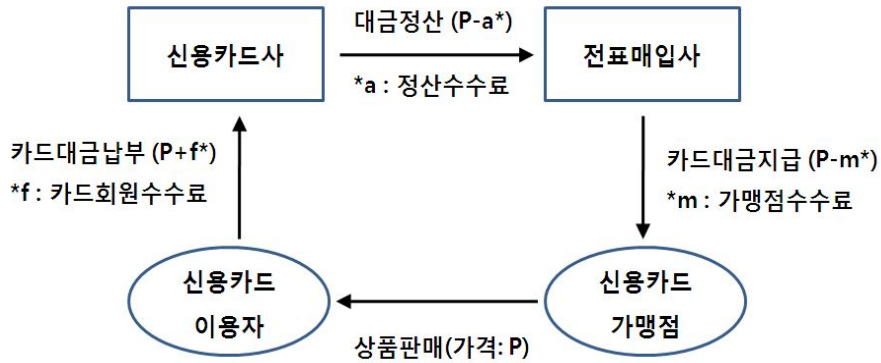 대금정산 (P-a*)
신용카드사
전표매입사
*a : 정산수수료
카드대금납부 (P+f*)
*f : 카드회원수수료
카드대금지급 (P-m*)
*m : 가맹점수수료
신용카드
이용자
신용카드
가맹점
상품판매(가격: P)